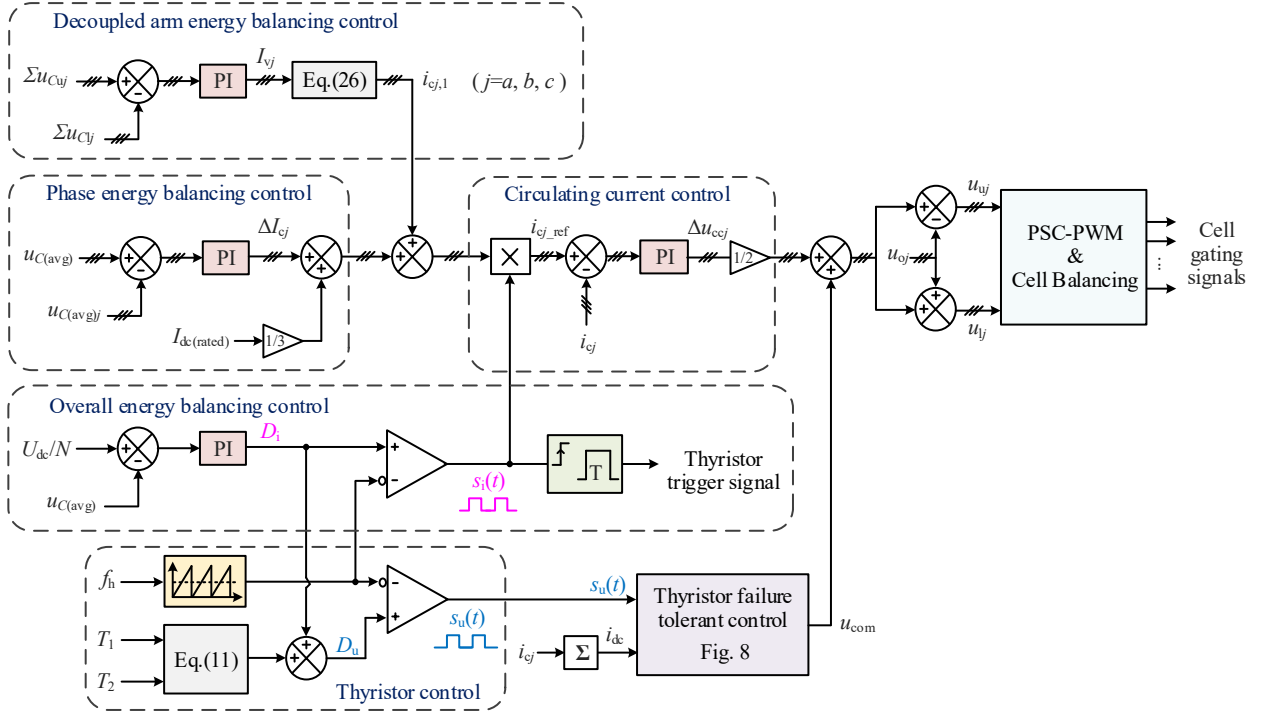 Decoupled arm energy balancing control
Σu_Cuj
+
-
PI
I_vj
Eq.(26)
i_cj,1
( j=a, b, c )
Σu_Clj
Phase energy balancing control
u_C(avg)
+
-
PI
ΔI_cj
+
+
u_C(avg)j
I_dc(rated)
1/3
+
+
Circulating current control
×
i_cj_ref
+
-
PI
Δu_ccj
1/2
i_cj
+
+
u_oj
+
-
+
+
u_uj
u_lj
PSC-PWM
&
Cell Balancing
⋮
Cell
gating
signals
Overall energy balancing control
U_dc/N
+
-
PI
D_i
u_C(avg)
+
-
s_i(t)
T
Thyristor
trigger signal
f_h
-
+
s_u(t)
s_u(t)
T_1
T_2
Eq.(11)
+
+
D_u
Thyristor control
i_cj
Σ
i_dc
Thyristor failure
tolerant control
Fig. 8
u_com